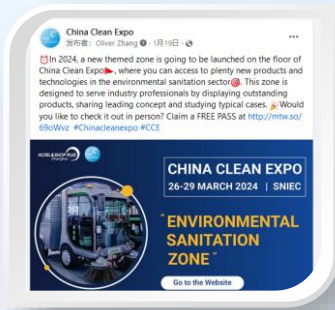 China Clean Expo
发布者：Oliver Zhang · 1月19日 ·
In 2024, a new themed zone is going to be launched on the floor of
China Clean Expo, where you can access to plenty new products and
technologies in the environmental sanitation sector. This zone is
designed to serve industry professionals by displaying outstanding
products, sharing leading concept and studying typical cases. Would
you like to check it out in person? Claim a FREE PASS at http://mtw.so/
69oWvz #Chinacleanexpo #CCE
HOTEL & SHOP PLUS
Shanghai
CHINA CLEAN EXPO
26-29 MARCH 2024 | SNIEC
"ENVIRONMENTAL
SANITATION
ZONE"
Go to the Website